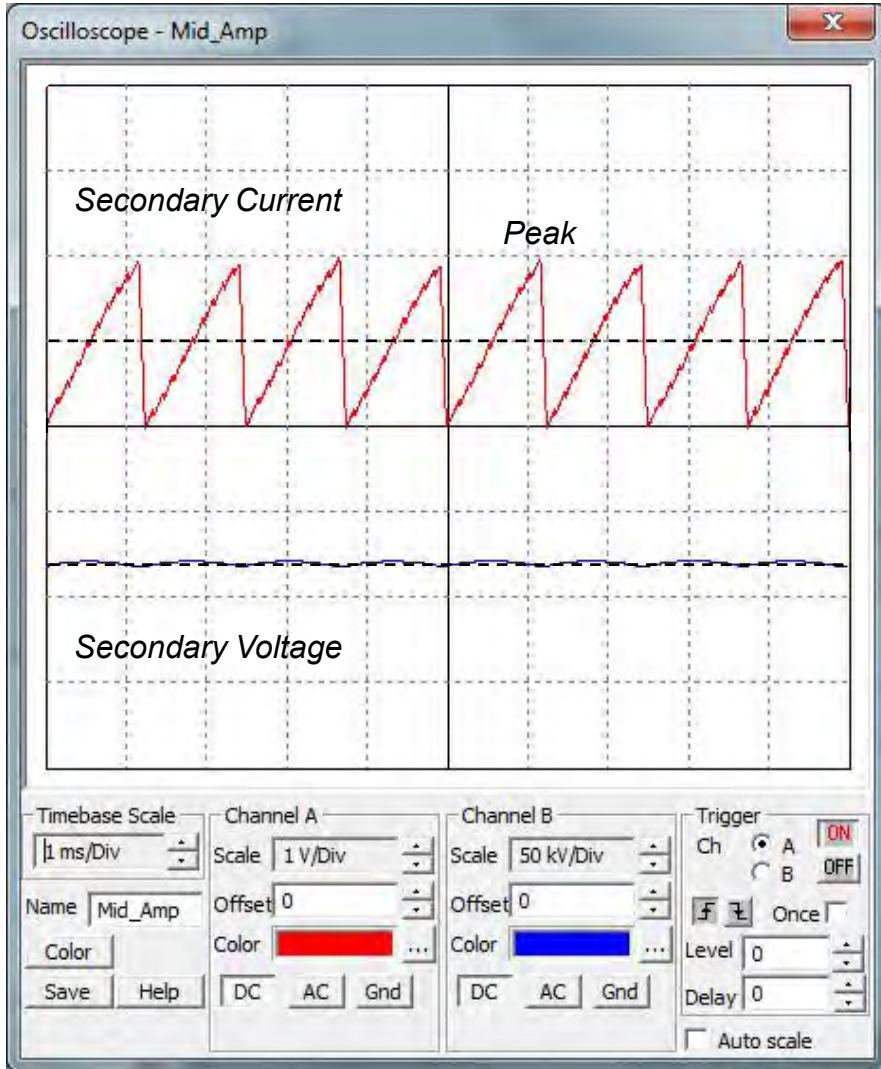 Oscilloscope - Mid_Amp
Secondary Current
Peak
Secondary Voltage
Timebase Scale
1 ms/Div
Name Mid_Amp
Color
Save Help
Channel A
Scale 1 V/Div
Offset 0
Color ...
DC AC Gnd
Channel B
Scale 50 kV/Div
Offset 0
Color ...
DC AC Gnd
Trigger
Ch A ON
B OFF
Once
Level 0
Delay 0
Auto scale